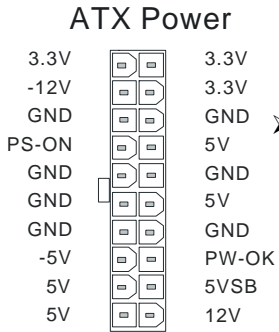 ATX Power
3.3V 3.3V
-12V 3.3V
GND GND
PS-ON 5V
GND GND
GND 5V
GND GND
-5V PW-OK
5V 5VSB
5V 12V